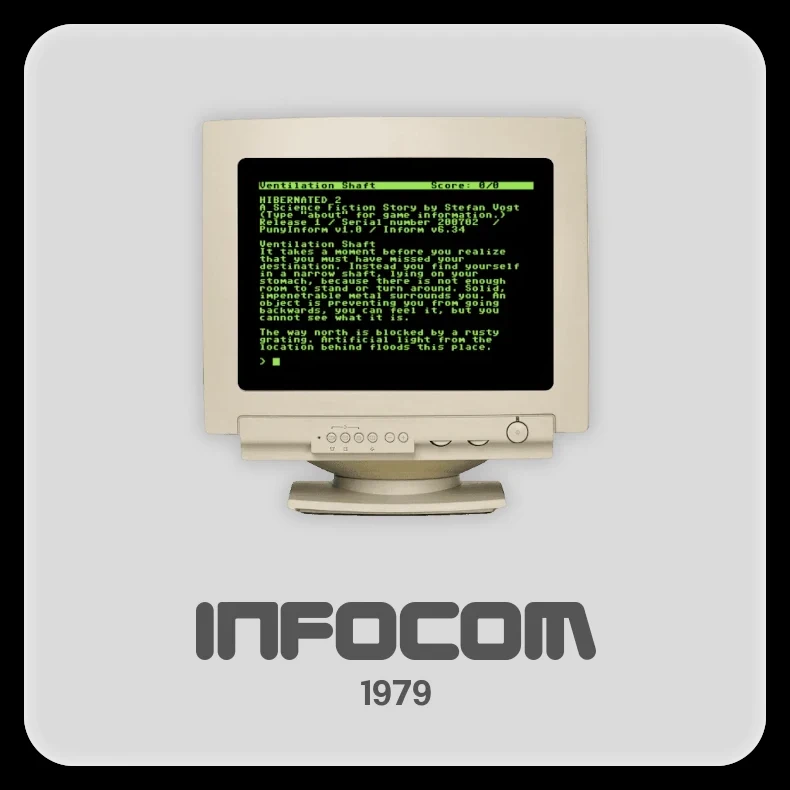 Ventilation Shaft Score: 0/0
HIBERNATED 2
A Science Fiction Story by Stefan Vogt
(Type "about" for game information.)
Release 1 / Serial number 200702 /
PunyInform v1.0 / Inform v6.34
Ventilation Shaft
It takes a moment before you realize
that you must have missed your
destination. Instead you find yourself
in a narrow shaft, lying on your
stomach, because there is not enough
room to stand or turn around. Solid,
impenetrable metal surrounds you. An
object is preventing you from going
backwards, you can feel it, but you
cannot see what it is.
The way north is blocked by a rusty
grating. Artificial light from the
location behind floods this place.
>
INFOCOM
1979